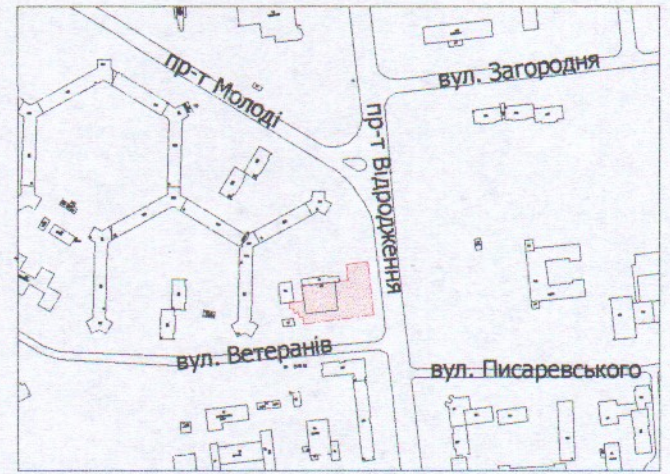 пр-т Молоді
вул. Загородня
пр-т Відродження
вул. Ветеранів
вул. Писаревського